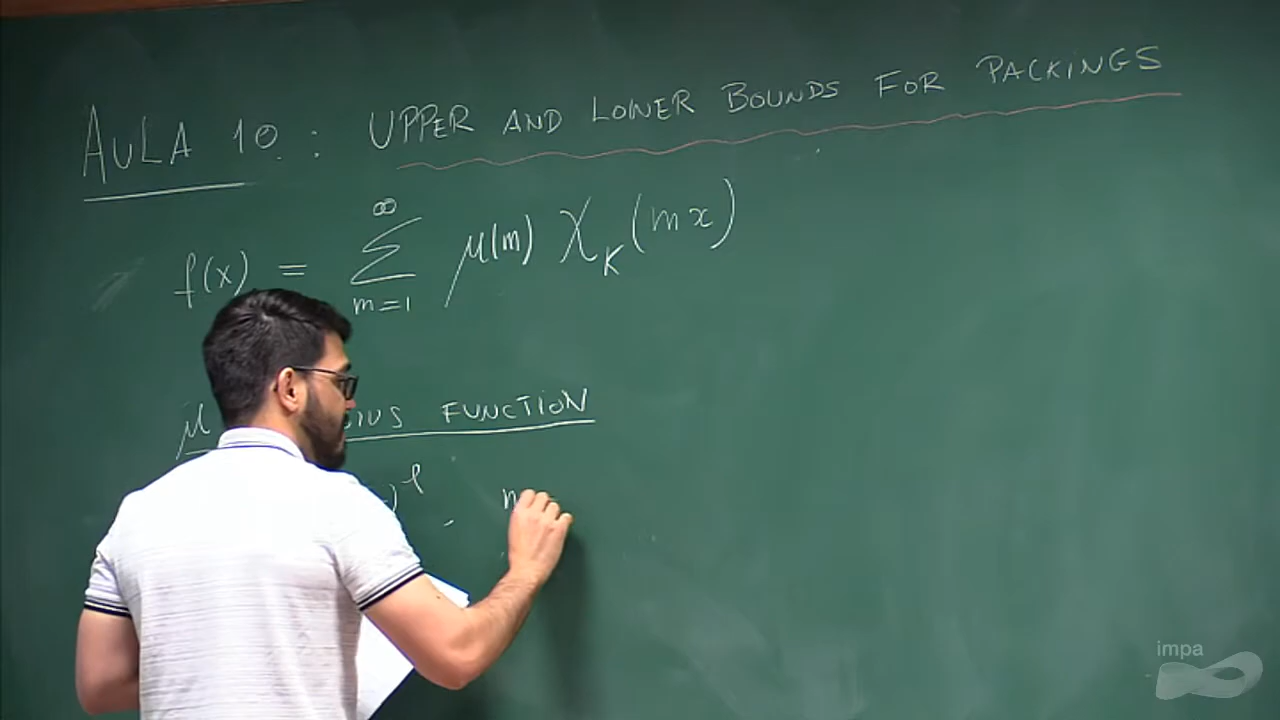 AULA 10 : UPPER AND LOWER BOUNDS FOR PACKINGS
∞
f(x) = Σ μ(m) χ_K (mx)
m=1
μ FUNCTION
)^l , n
impa